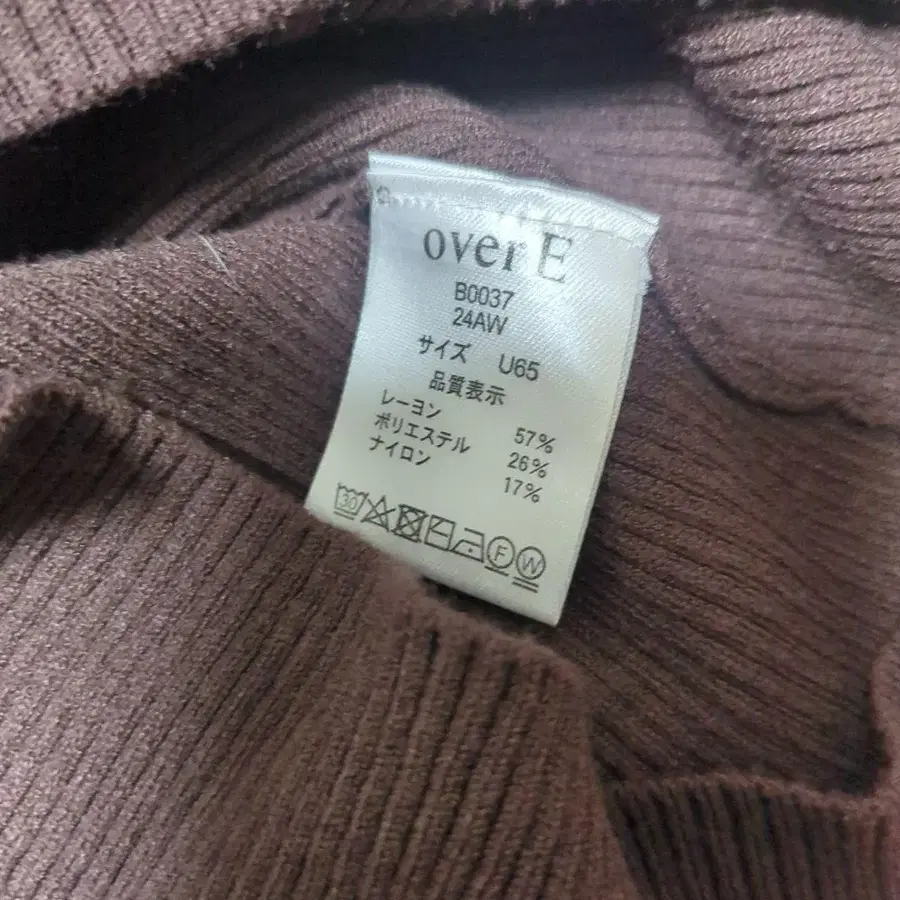 over E
B0037
24AW
サイズ U65
品質表示
レーヨン 57%
ポリエステル 26%
ナイロン 17%
30 F W